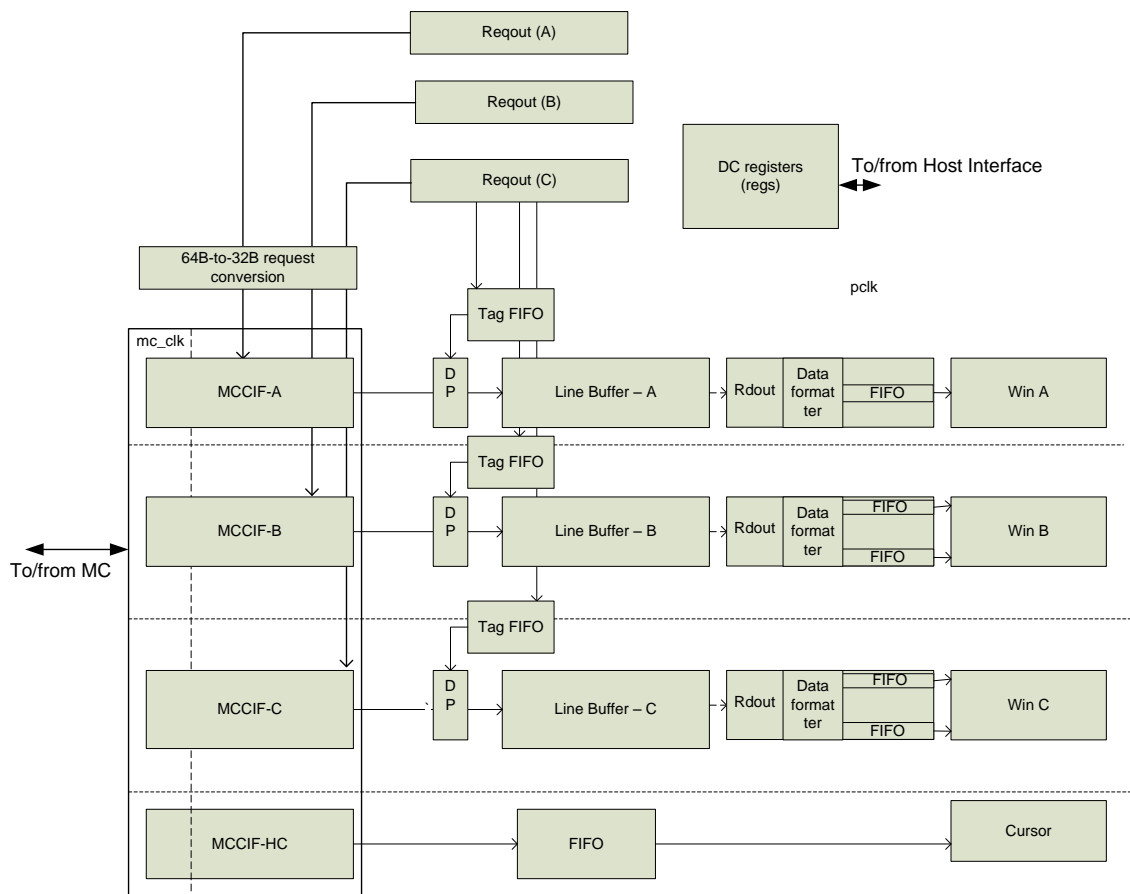 Reqout (A)
Reqout (B)
Reqout (C)
DC registers
(regs)
To/from Host Interface
64B-to-32B request
conversion
pclk
Tag FIFO
mc_clk
MCCIF-A
D
P
Line Buffer – A
Rdout
Data
format
ter
FIFO
Win A
Tag FIFO
MCCIF-B
D
P
Line Buffer – B
Rdout
Data
format
ter
FIFO
FIFO
Win B
To/from MC
Tag FIFO
MCCIF-C
D
P
Line Buffer – C
Rdout
Data
format
ter
FIFO
FIFO
Win C
MCCIF-HC
FIFO
Cursor